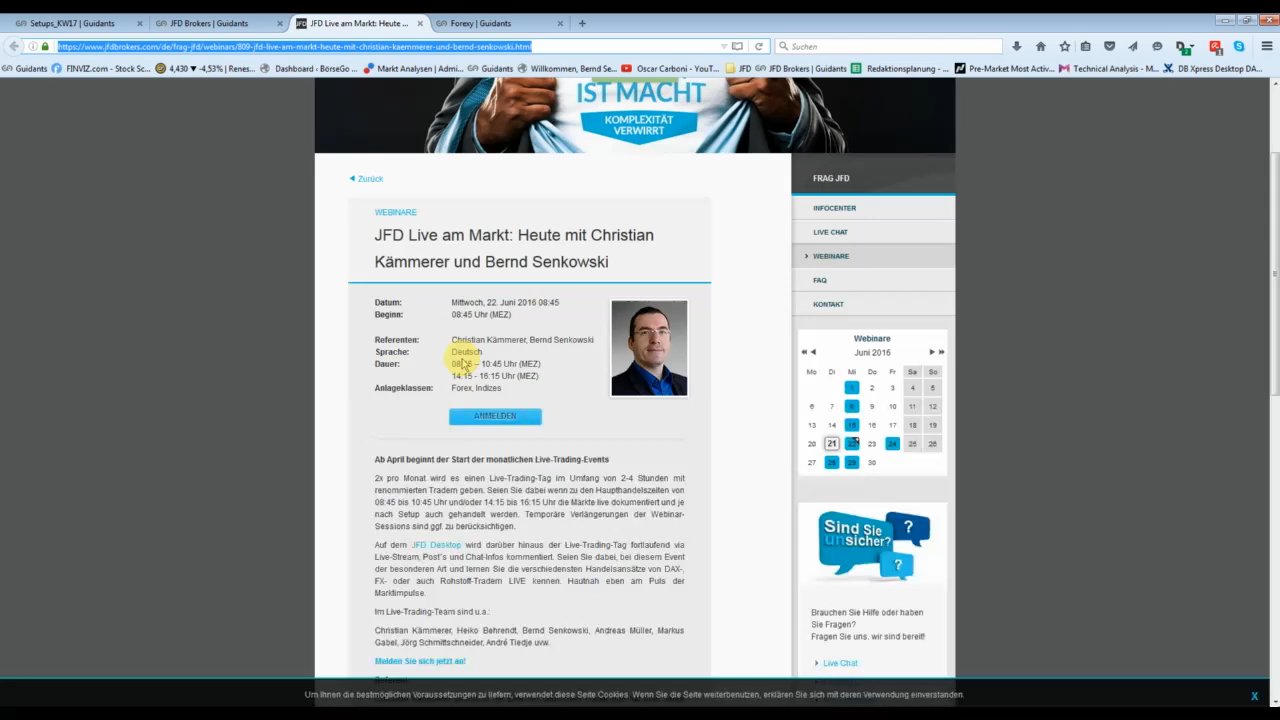 Setups_KW17 | Guidants
JFD Brokers | Guidants
JFD Live am Markt: Heute ...
Forexy | Guidants
https://www.jfdbrokers.com/de/frag-jfd/webinars/809-jfd-live-am-markt-heute-mit-christian-kaemmerer-und-bernd-senkowski.html
Suchen
Guidants
FINVIZ.com - Stock Sc...
4,430 ▼ -4,53% | Renes...
Dashboard ‹ BörseGo ...
Markt Analysen | Admi...
Guidants
Willkommen, Bernd Se...
Oscar Carboni - YouT...
JFD
JFD Brokers | Guidants
Redaktionsplanung - ...
Pre-Market Most Activ...
Technical Analysis - M...
DB Xpress Desktop DA...
IST MACHT
KOMPLEXITÄT
VERWIRRT
Zurück
WEBINARE
JFD Live am Markt: Heute mit Christian
Kämmerer und Bernd Senkowski
Datum: Mittwoch, 22. Juni 2016 08:45
Beginn: 08:45 Uhr (MEZ)
Referenten: Christian Kämmerer, Bernd Senkowski
Sprache: Deutsch
Dauer: 08:45 – 10:45 Uhr (MEZ)
14:15 - 16:15 Uhr (MEZ)
Anlageklassen: Forex, Indizes
ANMELDEN
Ab April beginnt der Start der monatlichen Live-Trading-Events
2x pro Monat wird es einen Live-Trading-Tag im Umfang von 2-4 Stunden mit
renommierten Tradern geben. Seien Sie dabei wenn zu den Haupthandelszeiten von
08:45 bis 10:45 Uhr und/oder 14:15 bis 16:15 Uhr die Märkte live dokumentiert und je
nach Setup auch gehandelt werden. Temporäre Verlängerungen der Webinar-
Sessions sind ggf. zu berücksichtigen.
Auf dem JFD Desktop wird darüber hinaus der Live-Trading-Tag fortlaufend via
Live-Stream, Post´s und Chat-Infos kommentiert. Seien Sie dabei, bei diesem Event
der besonderen Art und lernen Sie die verschiedensten Handelsansätze von DAX-,
FX- oder auch Rohstoff-Tradern LIVE kennen. Hautnah eben am Puls der
Marktimpulse.
Im Live-Trading-Team sind u.a.:
Christian Kämmerer, Heiko Behrendt, Bernd Senkowski, Andreas Müller, Markus
Gabel, Jörg Schmittschneider, André Tiedje uvw.
Melden Sie sich jetzt an!
FRAG JFD
INFOCENTER
LIVE CHAT
WEBINARE
FAQ
KONTAKT
Webinare
Juni 2016
Mo Di Mi Do Fr Sa So
1 2 3 4 5
6 7 8 9 10 11 12
13 14 15 16 17 18 19
20 21 22 23 24 25 26
27 28 29 30
Sind Sie
unsicher?
?
?
Brauchen Sie Hilfe oder haben
Sie Fragen?
Fragen Sie uns, wir sind bereit!
Live Chat
Um Ihnen die bestmöglichen Voraussetzungen zu liefern, verwendet diese Seite Cookies. Wenn Sie die Seite weiterbenutzen, erklären Sie sich mit deren Verwendung einverstanden.
X